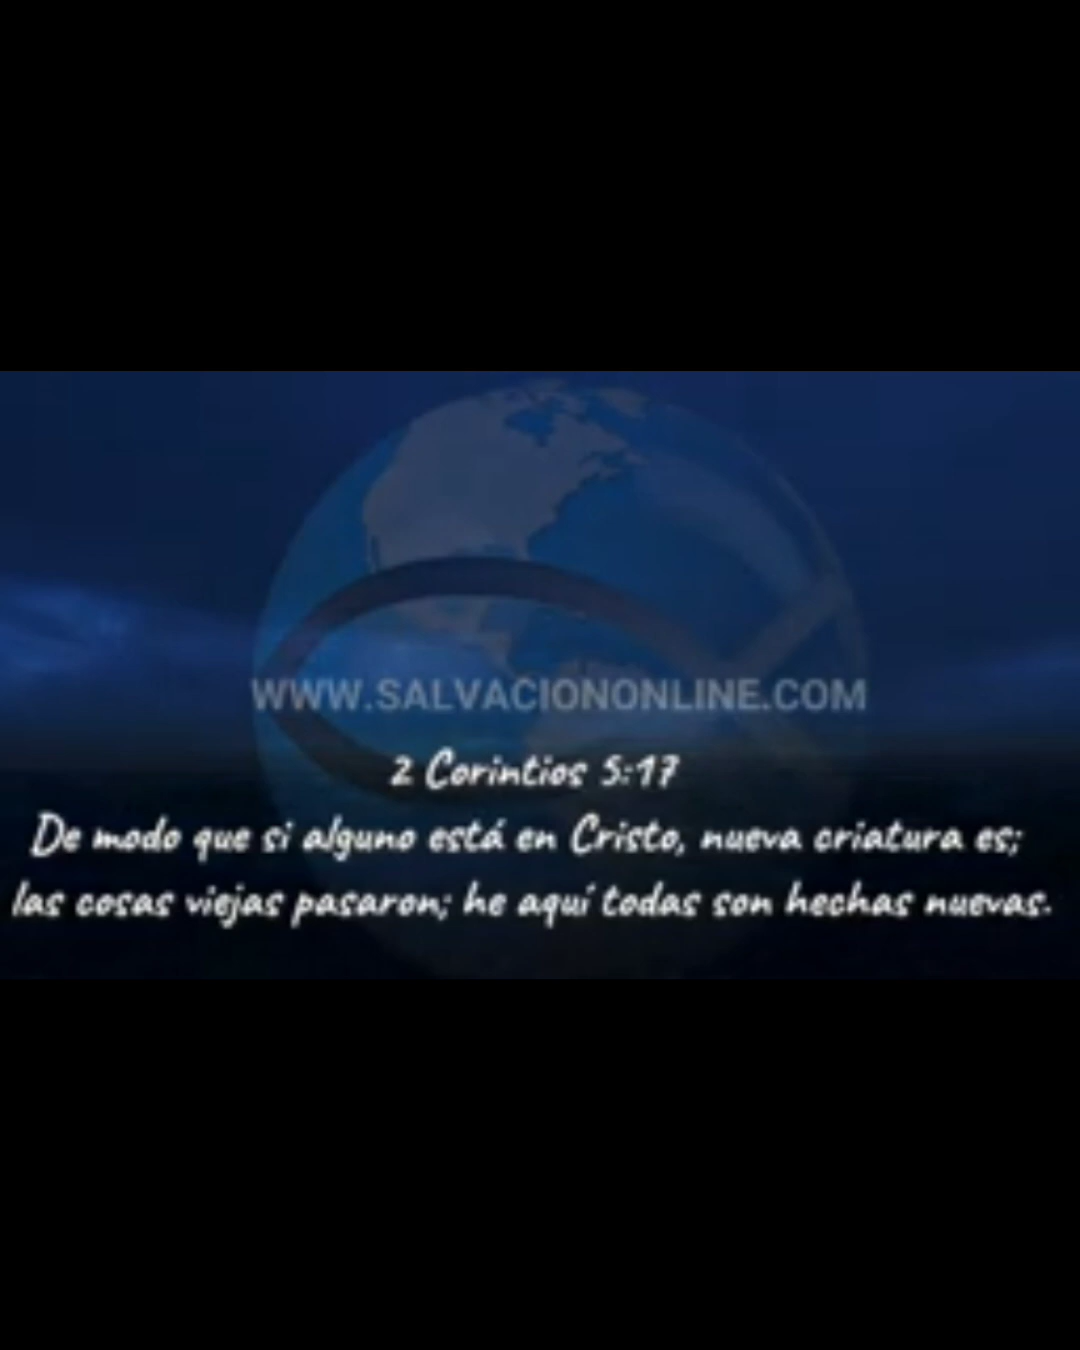 WWW.SALVACIONONLINE.COM
2 Corintios 5:17
De modo que si alguno está en Cristo, nueva criatura es;
las cosas viejas pasaron; he aquí todas son hechas nuevas.